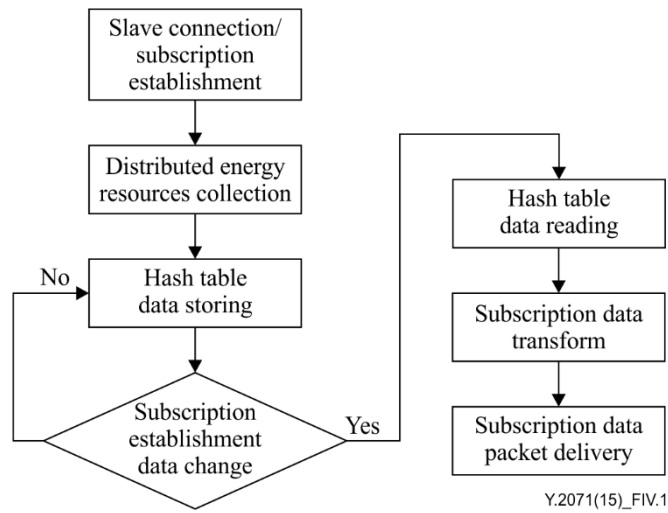 Slave connection/
subscription
establishment
Distributed energy
resources collection
No
Hash table
data storing
Subscription
establishment
data change
Yes
Hash table
data reading
Subscription data
transform
Subscription data
packet delivery
Y.2071(15)_FIV.1